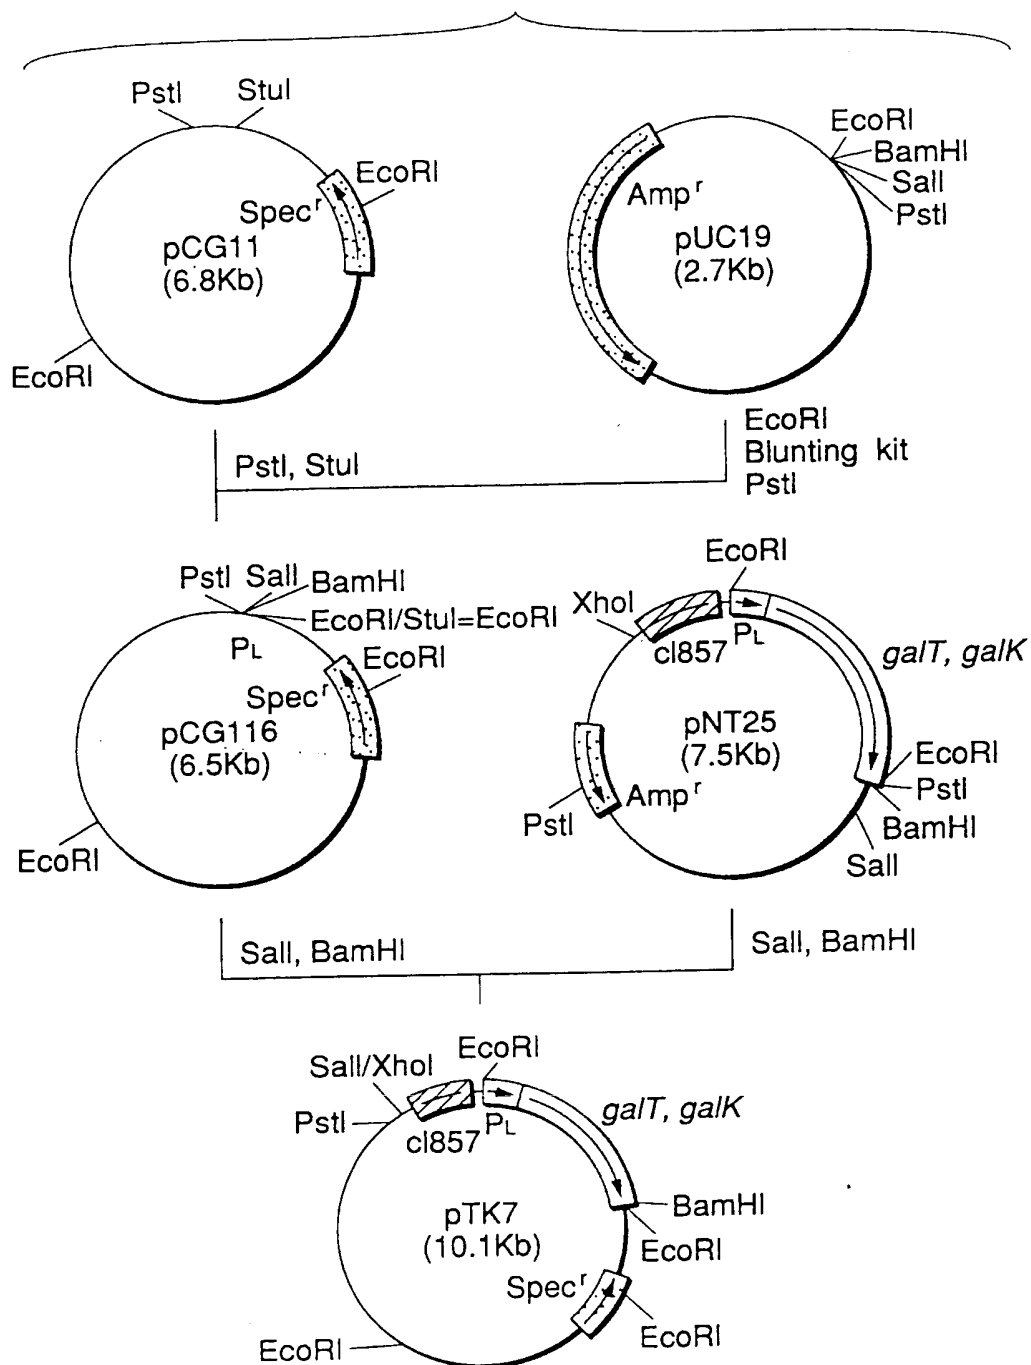 PstI
StuI
EcoRI
Spec r
pCG11
(6.8Kb)
EcoRI
EcoRI
BamHI
SalI
PstI
Amp r
pUC19
(2.7Kb)
PstI, StuI
EcoRI
Blunting kit
PstI
PstI SalI BamHI
EcoRI/StuI=EcoRI
PL
EcoRI
Spec r
pCG116
(6.5Kb)
EcoRI
EcoRI
XhoI
cI857
PL
galT, galK
pNT25
(7.5Kb)
EcoRI
PstI
BamHI
SalI
Amp r
PstI
SalI, BamHI
SalI, BamHI
EcoRI
SalI/XhoI
PstI
cI857
PL
galT, galK
pTK7
(10.1Kb)
BamHI
EcoRI
Spec r
EcoRI
EcoRI